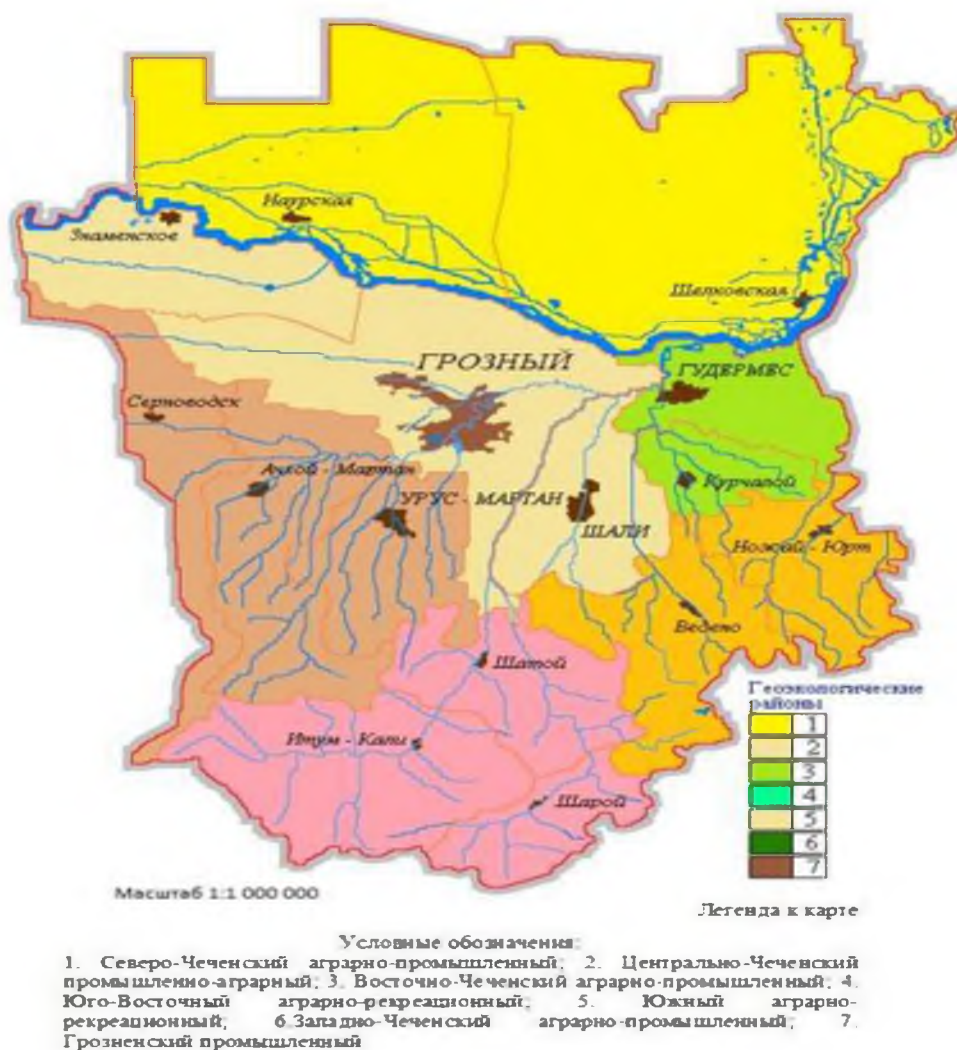 Наурская
Знаменское
Шелковская
ГРОЗНЫЙ
ГУДЕРМЕС
Серноводск
Ачхой - Мартан
Курчалой
УРУС - МАРТАН
ШАЛИ
Ножай - Юрт
Ведено
Шатой
Геоэкологические
районы
1
2
3
4
5
6
7
Итум - Кали
Шарой
Масштаб 1:1 000 000
Легенда к карте
Условные обозначения:
1. Северо-Чеченский аграрно-промышленный; 2. Центрально-Чеченский
промышленно-аграрный; 3. Восточно-Чеченский аграрно-промышленный; 4.
Юго-Восточный аграрно-рекреационный; 5. Южный аграрно-
рекреационный; 6.Западно-Чеченский аграрно-промышленный; 7.
Грозненский промышленный